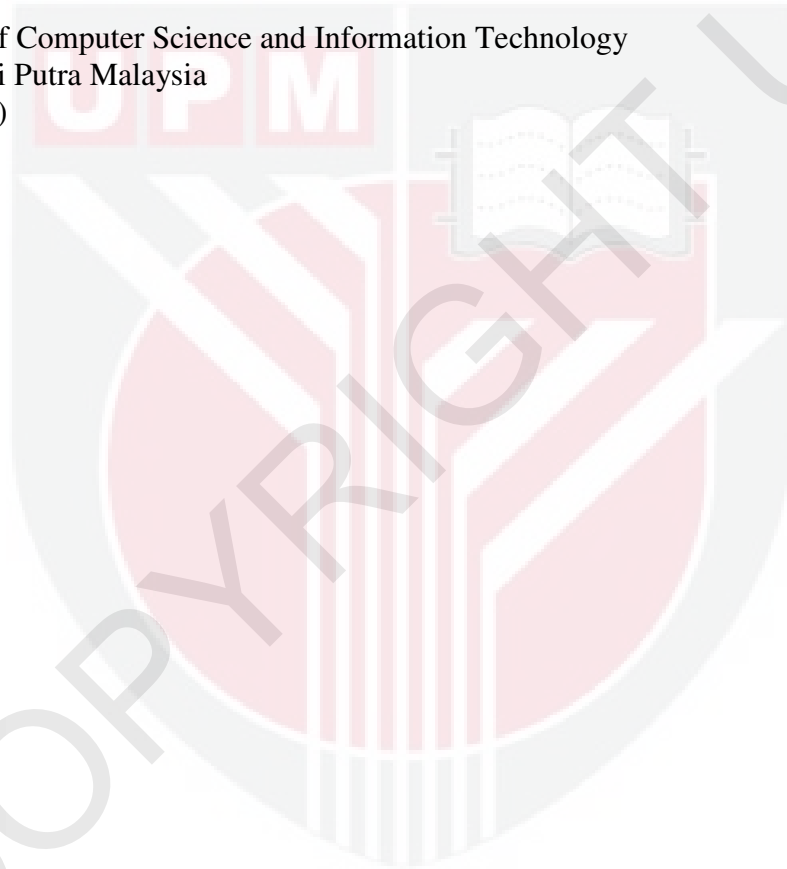 f Computer Science and Information Technology
i Putra Malaysia
)
UPM
COPYRIGHT U